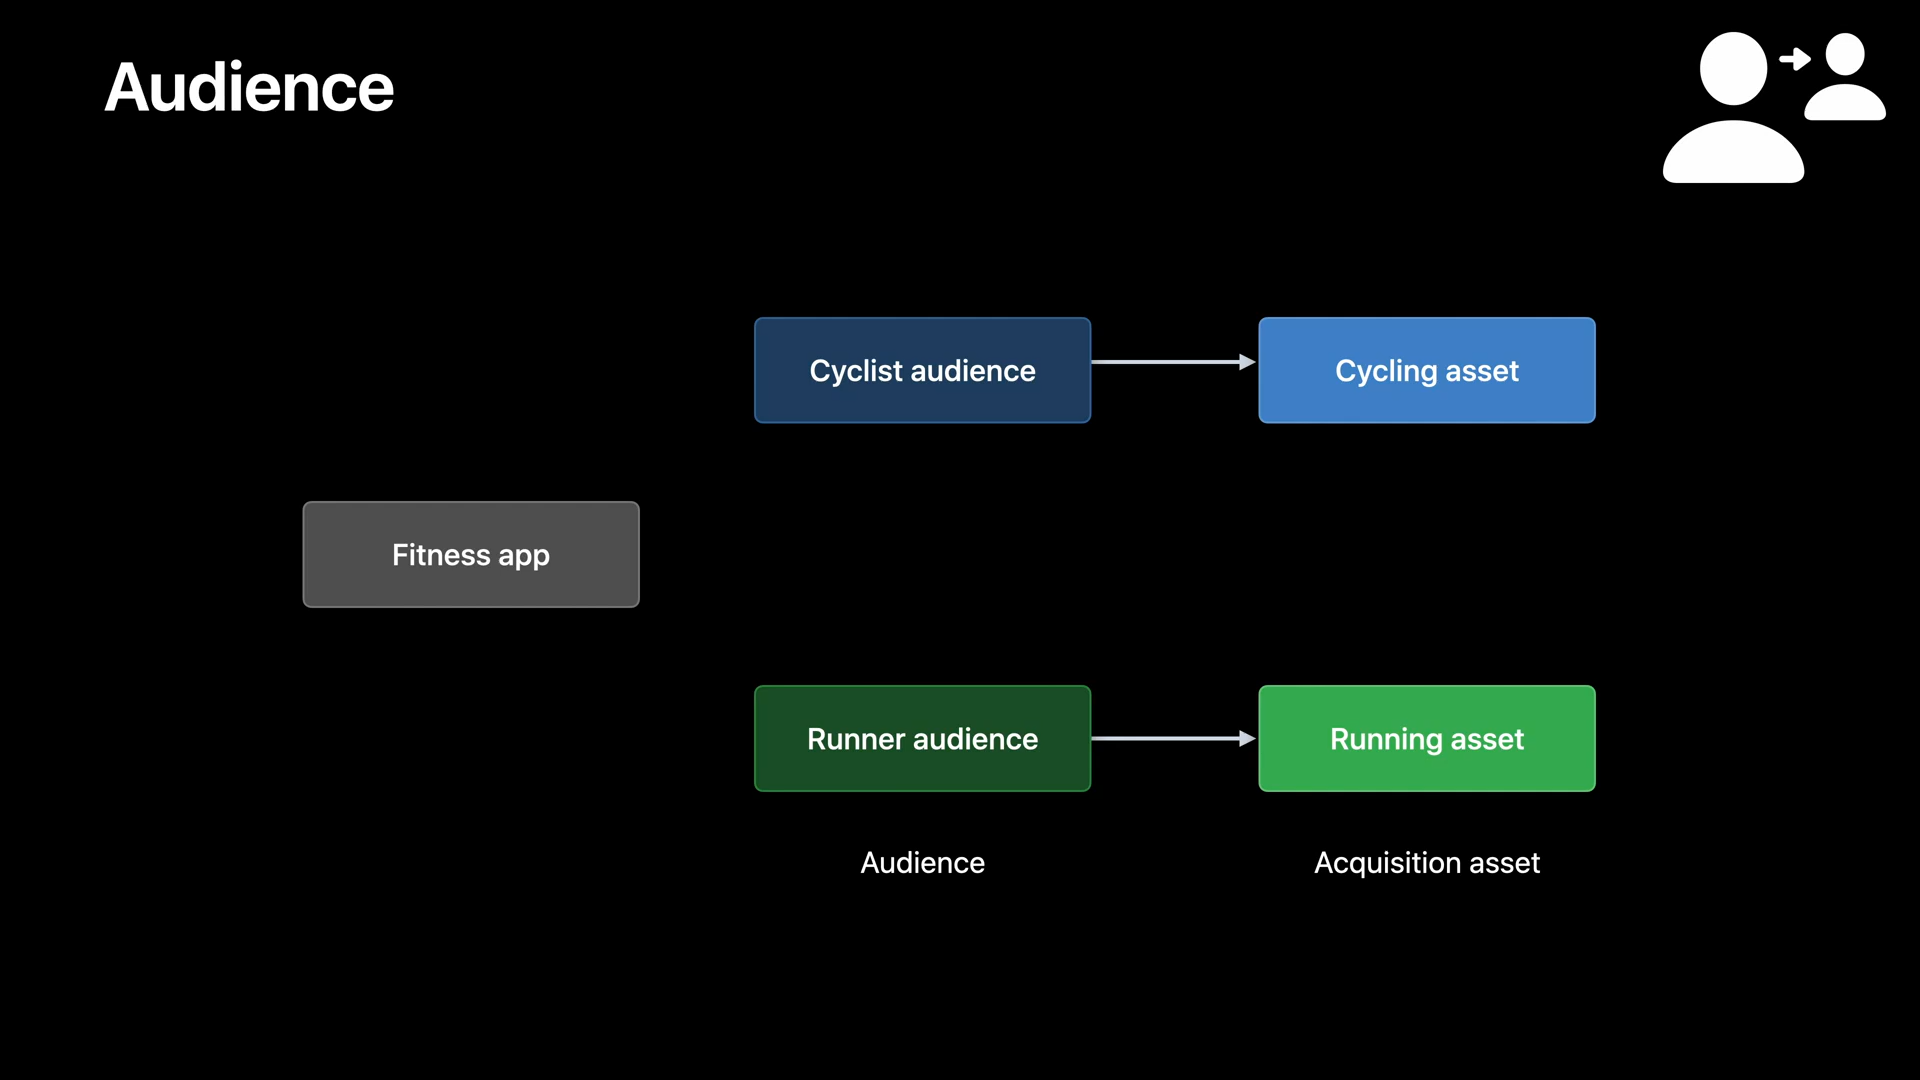 Audience
Cyclist audience
Cycling asset
Fitness app
Runner audience
Running asset
Audience
Acquisition asset